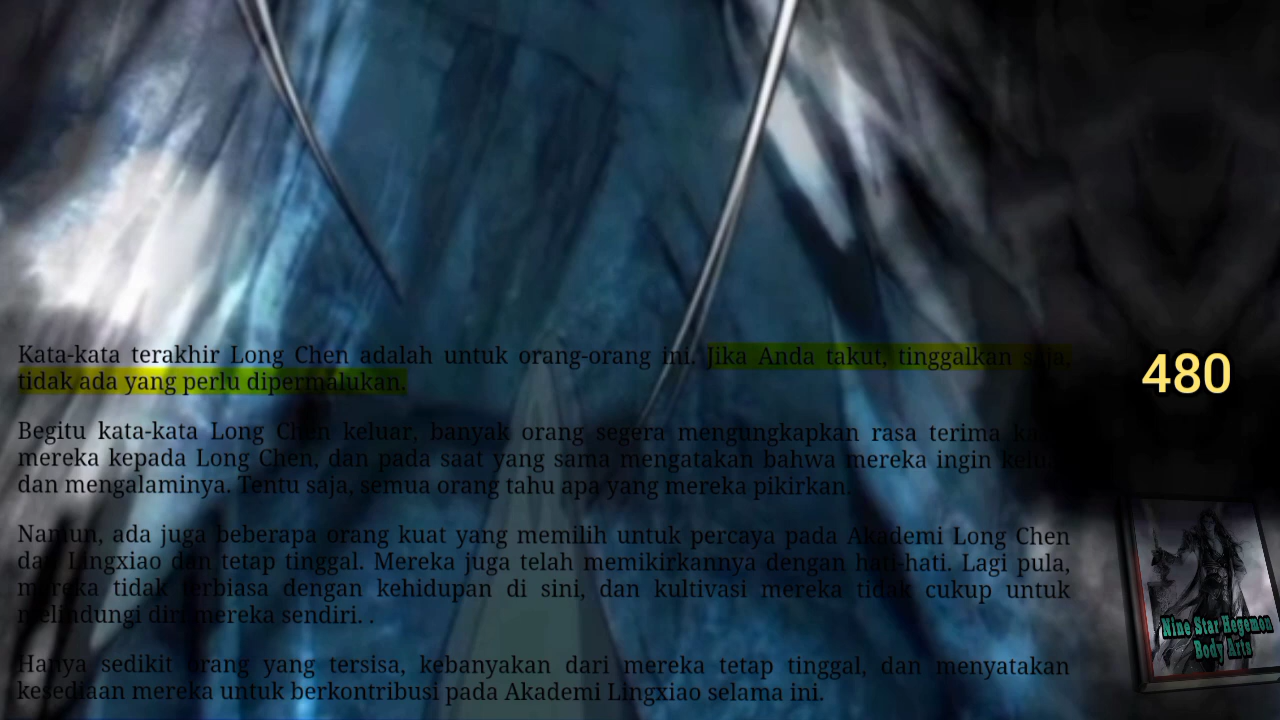 Kata-kata terakhir Long Chen adalah untuk orang-orang ini. Jika Anda takut, tinggalkan saja,
tidak ada yang perlu dipermalukan.
Begitu kata-kata Long Chen keluar, banyak orang segera mengungkapkan rasa terima kasih
mereka kepada Long Chen, dan pada saat yang sama mengatakan bahwa mereka ingin keluar
dan mengalaminya. Tentu saja, semua orang tahu apa yang mereka pikirkan.
Namun, ada juga beberapa orang kuat yang memilih untuk percaya pada Akademi Long Chen
dan Lingxiao dan tetap tinggal. Mereka juga telah memikirkannya dengan hati-hati. Lagi pula,
mereka tidak terbiasa dengan kehidupan di sini, dan kultivasi mereka tidak cukup untuk
melindungi diri mereka sendiri. .
Hanya sedikit orang yang tersisa, kebanyakan dari mereka tetap tinggal, dan menyatakan
kesediaan mereka untuk berkontribusi pada Akademi Lingxiao selama ini.
480
Nine Star Hegemon
Body Arts